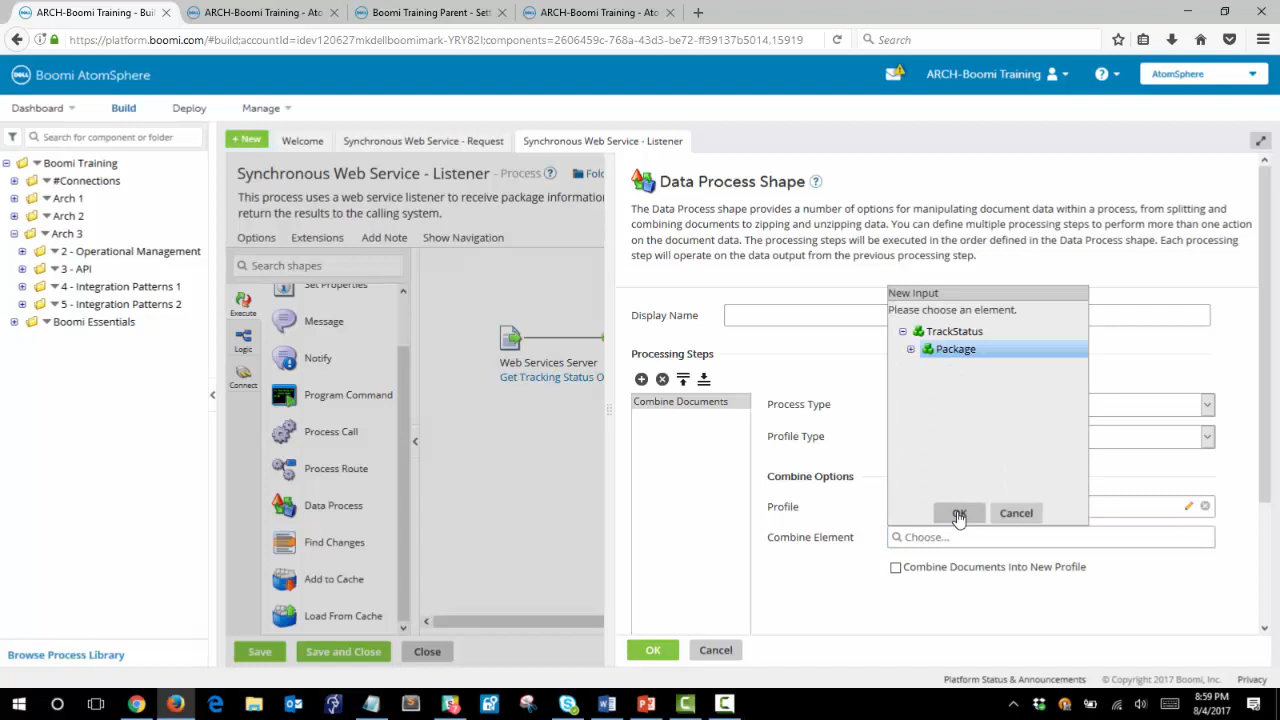 ARCH-Boomi Training - Bui
ARCH-Boomi Training - Ato
Boomi Training Parent - Set
ARCH-Boomi Training - Ato
https://platform.boomi.com/#build;accountId=idev120627mkdellboomimark-YRY82I;components=2606459c-768a-43d3-be72-ff39137b5014,15919
Search
DELL Boomi AtomSphere
ARCH-Boomi Training
AtomSphere
Dashboard
Build
Deploy
Manage
Search for component or folder
Boomi Training
#Connections
Arch 1
Arch 2
Arch 3
2 - Operational Management
3 - API
4 - Integration Patterns 1
5 - Integration Patterns 2
Boomi Essentials
Browse Process Library
+ New
Welcome
Synchronous Web Service - Request
Synchronous Web Service - Listener
Synchronous Web Service - Listener - Process
Fold
This process uses a web service listener to receive package information
return the results to the calling system.
Options
Extensions
Add Note
Show Navigation
Search shapes
Execute
Logic
Connect
Set Properties
Message
Notify
Program Command
Process Call
Process Route
Data Process
Find Changes
Add to Cache
Load From Cache
Web Services Server
Get Tracking Status O
Save
Save and Close
Close
Data Process Shape
The Data Process shape provides a number of options for manipulating document data within a process, from splitting and
combining documents to zipping and unzipping data. You can define multiple processing steps to perform more than one action
on the document data. The processing steps will be executed in the order defined in the Data Process shape. Each processing
step will operate on the data output from the previous processing step.
Display Name
Processing Steps
Combine Documents
Process Type
Profile Type
Combine Options
Profile
Combine Element
Choose...
Combine Documents Into New Profile
New Input
Please choose an element.
TrackStatus
Package
OK
Cancel
OK
Cancel
Platform Status & Announcements
© Copyright 2017 Boomi, Inc.
Privacy
8:59 PM
8/4/2017